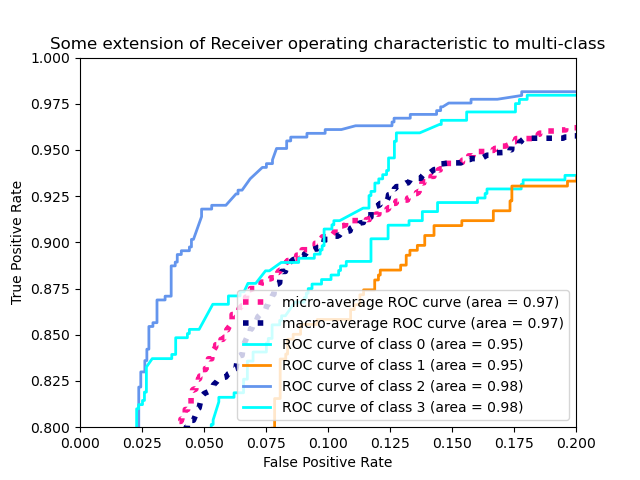 Some extension of Receiver operating characteristic to multi-class
1.000
0.975
0.950
0.925
0.900
0.875
0.850
0.825
0.800
True Positive Rate
micro-average ROC curve (area = 0.97)
macro-average ROC curve (area = 0.97)
ROC curve of class 0 (area = 0.95)
ROC curve of class 1 (area = 0.95)
ROC curve of class 2 (area = 0.98)
ROC curve of class 3 (area = 0.98)
0.000 0.025 0.050 0.075 0.100 0.125 0.150 0.175 0.200
False Positive Rate